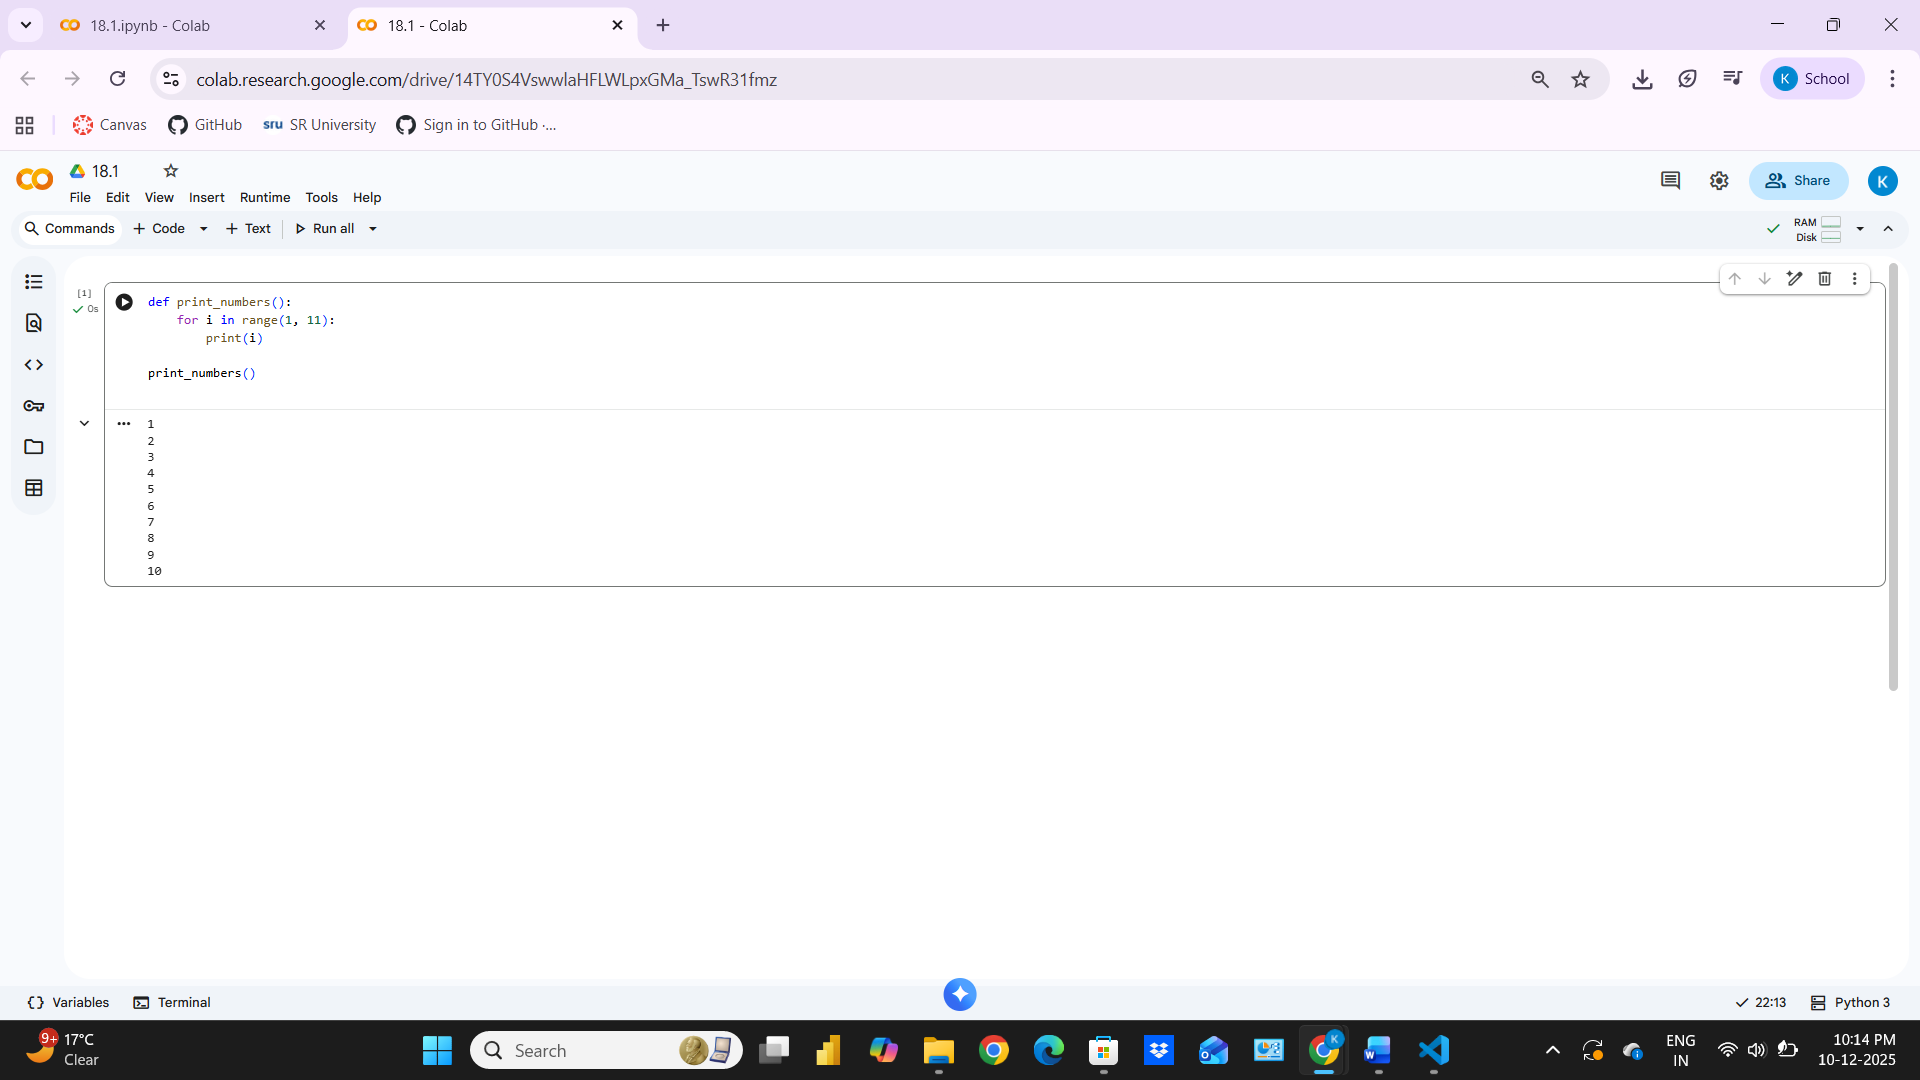 18.1.ipynb - Colab
18.1 - Colab
colab.research.google.com/drive/14TY0S4VswwlaHFLWLpxGMa_TswR31fmz
K School
Canvas
GitHub
sru SR University
Sign in to GitHub ·...
18.1
File Edit View Insert Runtime Tools Help
Share
K
Commands + Code + Text Run all
RAM
Disk
[1]
0s
def print_numbers():
    for i in range(1, 11):
        print(i)
print_numbers()
1
2
3
4
5
6
7
8
9
10
Variables
Terminal
22:13
Python 3
9+
17°C
Clear
Search
ENG
IN
10:14 PM
10-12-2025